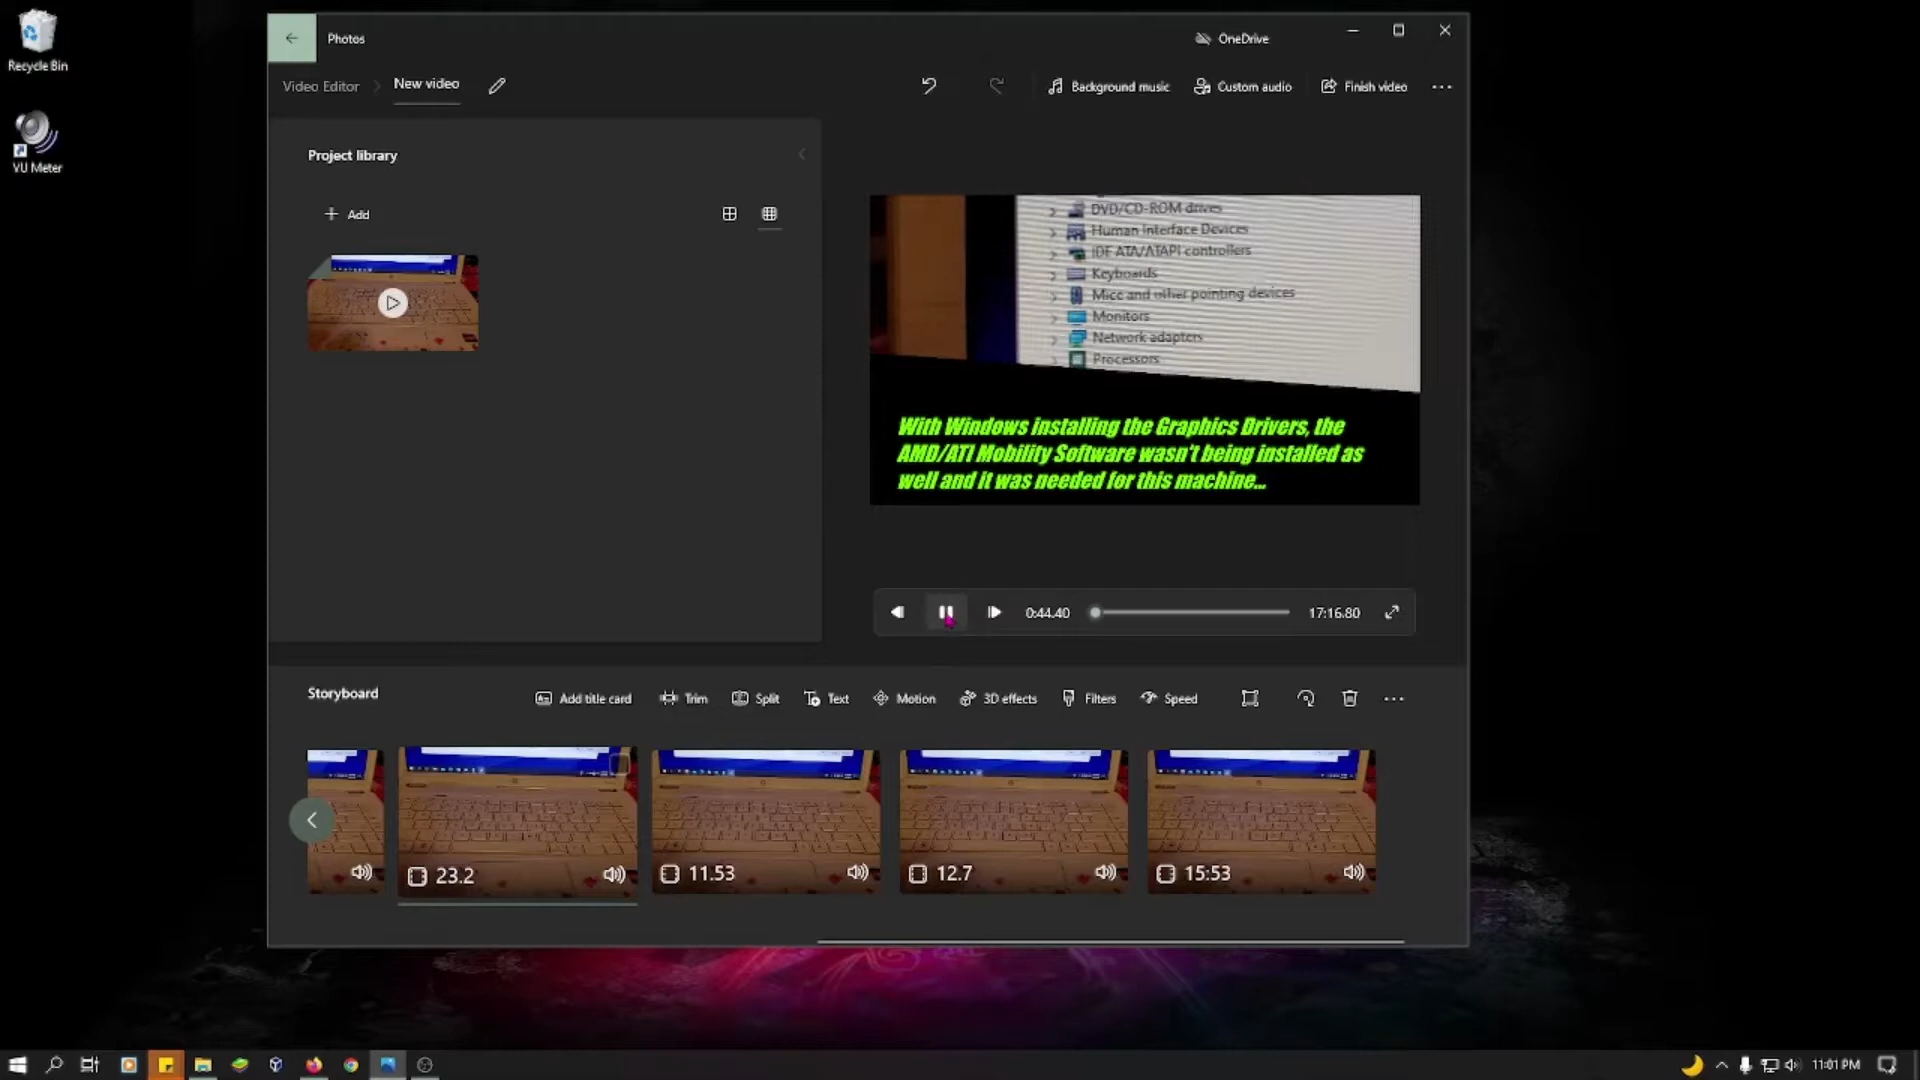 Recycle Bin
VU Meter
Photos
OneDrive
Video Editor
New video
Background music
Custom audio
Finish video
Project library
Add
DVD/CD-ROM drives
Human Interface Devices
IDE ATA/ATAPI controllers
Keyboards
Mice and other pointing devices
Monitors
Network adapters
Processors
With Windows installing the Graphics Drivers, the
AMD/ATI Mobility Software wasn't being installed as
well and it was needed for this machine...
0:44.40
17:16.80
Storyboard
Add title card
Trim
Split
Text
Motion
3D effects
Filters
Speed
23.2
11.53
12.7
15:53
11:01 PM